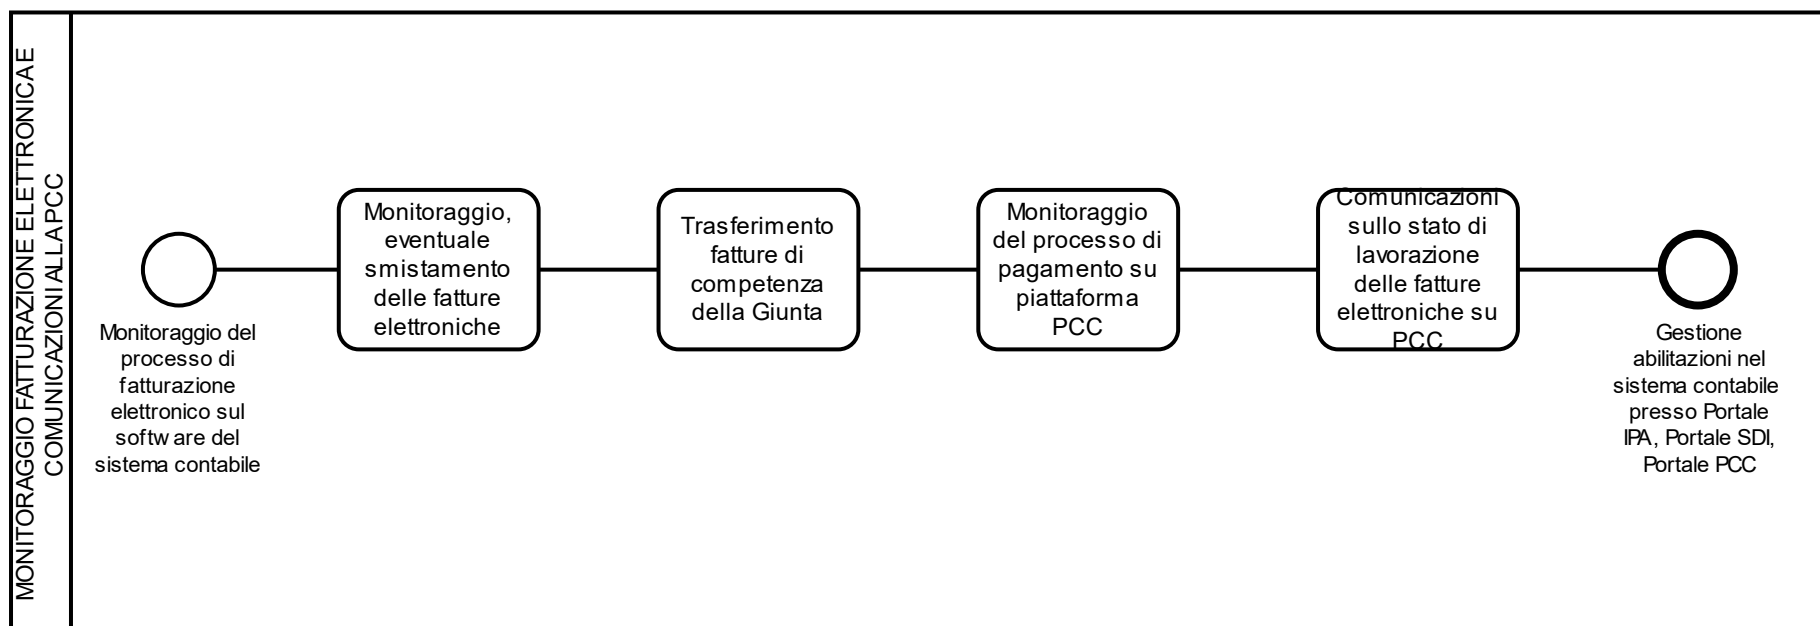 MONITORAGGIO FATTURAZIONE ELETTRONICA E
COMUNICAZIONI ALLA PCC
Monitoraggio del
processo di
fatturazione
elettronico sul
software del
sistema contabile
Monitoraggio,
eventuale
smistamento
delle fatture
elettroniche
Trasferimento
fatture di
competenza
della Giunta
Monitoraggio
del processo di
pagamento su
piattaforma
PCC
Comunicazioni
sullo stato di
lavorazione
delle fatture
elettroniche su
PCC
Gestione
abilitazioni nel
sistema contabile
presso Portale
IPA, Portale SDI,
Portale PCC